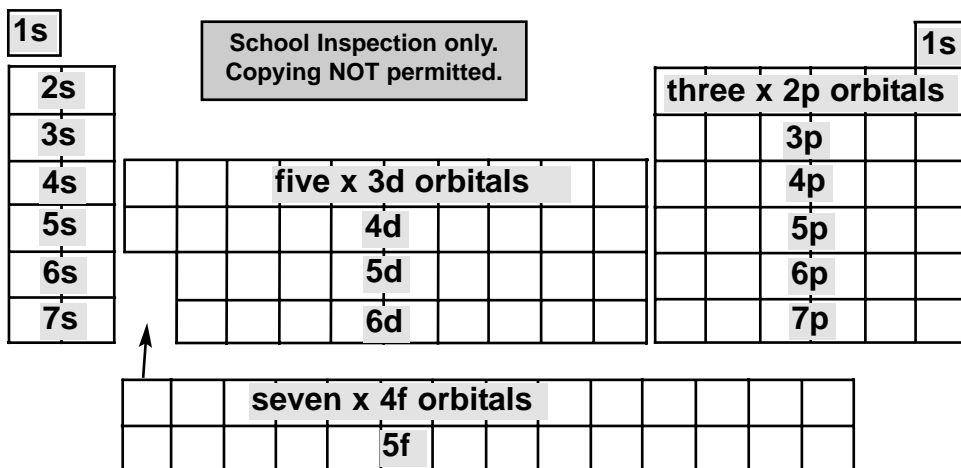 1s
School Inspection only.
Copying NOT permitted.
1s
2s
three x 2p orbitals
3s
3p
4s
five x 3d orbitals
4p
5s
4d
5p
6s
5d
6p
7s
6d
7p
seven x 4f orbitals
5f